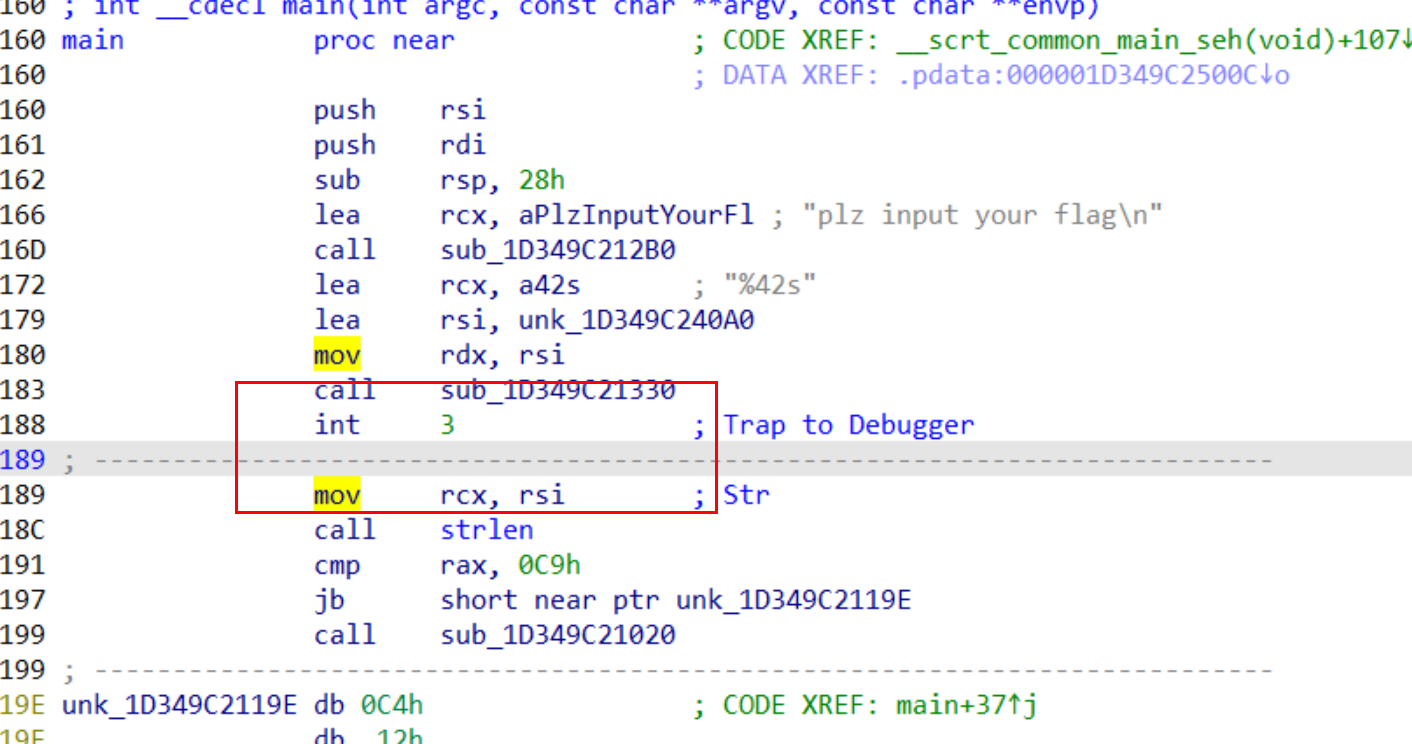 160 ; int __cdecl main(int argc, const char **argv, const char **envp)
160 main proc near ; CODE XREF: __scrt_common_main_seh(void)+107↓
160 ; DATA XREF: .pdata:000001D349C2500C↓o
160 push rsi
161 push rdi
162 sub rsp, 28h
166 lea rcx, aPlzInputYourFl ; "plz input your flag\n"
16D call sub_1D349C212B0
172 lea rcx, a42s ; "%42s"
179 lea rsi, unk_1D349C240A0
180 mov rdx, rsi
183 call sub_1D349C21330
188 int 3 ; Trap to Debugger
189 ; ---------------------------------------------------------------------------
189 mov rcx, rsi ; Str
18C call strlen
191 cmp rax, 0C9h
197 jb short near ptr unk_1D349C2119E
199 call sub_1D349C21020
199 ; ---------------------------------------------------------------------------
19E unk_1D349C2119E db 0C4h ; CODE XREF: main+37↑j
19F db 12h